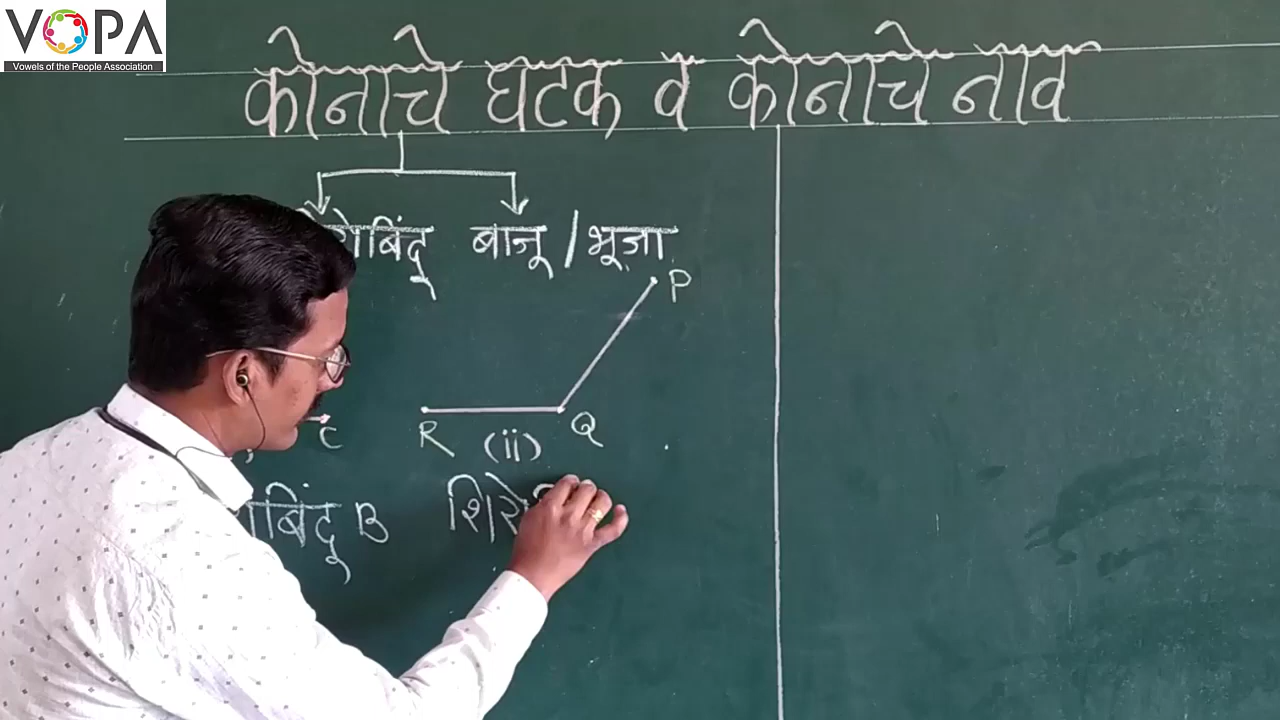 VOPA
Vowels of the People Association
कोनाचे घटक व कोनाचे नाव
बाजू / भूजा
P
C R (ii) Q
B